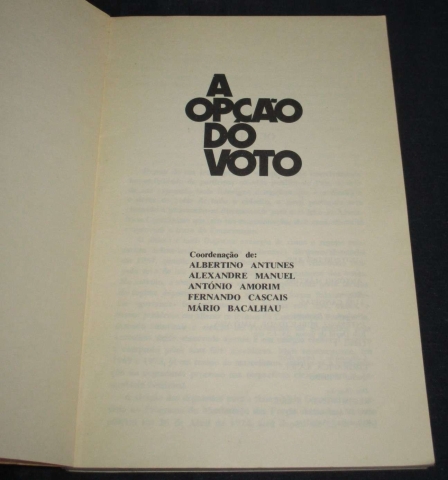 A
OPÇÃO
DO
VOTO
Coordenação de:
ALBERTINO ANTUNES
ALEXANDRE MANUEL
ANTÓNIO AMORIM
FERNANDO CASCAIS
MÁRIO BACALHAU